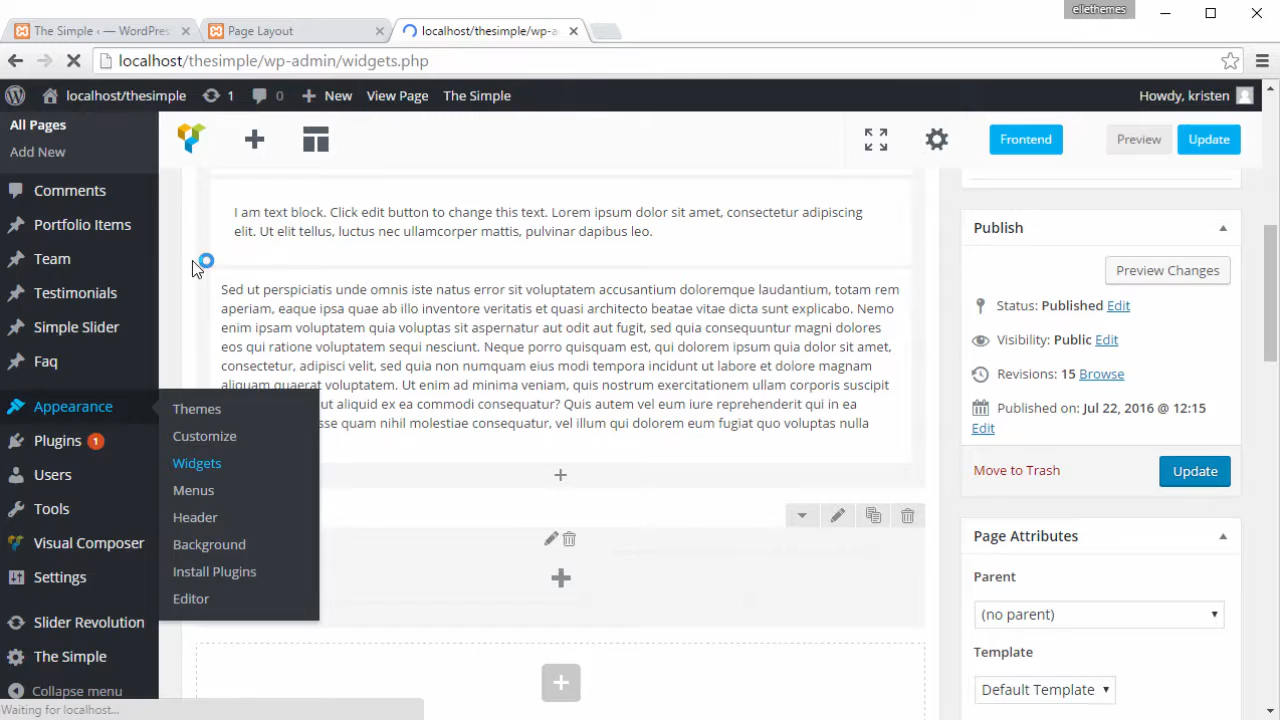 ellethemes
The Simple ‹ — WordPress
Page Layout
localhost/thesimple/wp-a
localhost/thesimple/wp-admin/widgets.php
localhost/thesimple
1
0
New
View Page
The Simple
Howdy, kristen
All Pages
Add New
Comments
Portfolio Items
Team
Testimonials
Simple Slider
Faq
Appearance
Plugins 1
Users
Tools
Visual Composer
Settings
Slider Revolution
The Simple
Collapse menu
Waiting for localhost...
Themes
Customize
Widgets
Menus
Header
Background
Install Plugins
Editor
Frontend
Preview
Update
I am text block. Click edit button to change this text. Lorem ipsum dolor sit amet, consectetur adipiscing
elit. Ut elit tellus, luctus nec ullamcorper mattis, pulvinar dapibus leo.
Sed ut perspiciatis unde omnis iste natus error sit voluptatem accusantium doloremque laudantium, totam rem
aperiam, eaque ipsa quae ab illo inventore veritatis et quasi architecto beatae vitae dicta sunt explicabo. Nemo
enim ipsam voluptatem quia voluptas sit aspernatur aut odit aut fugit, sed quia consequuntur magni dolores
eos qui ratione voluptatem sequi nesciunt. Neque porro quisquam est, qui dolorem ipsum quia dolor sit amet,
consectetur, adipisci velit, sed quia non numquam eius modi tempora incidunt ut labore et dolore magnam
aliquam quaerat voluptatem. Ut enim ad minima veniam, quis nostrum exercitationem ullam corporis suscipit
ut aliquid ex ea commodi consequatur? Quis autem vel eum iure reprehenderit qui in ea
sse quam nihil molestiae consequatur, vel illum qui dolorem eum fugiat quo voluptas nulla
Publish
Preview Changes
Status: Published Edit
Visibility: Public Edit
Revisions: 15 Browse
Published on: Jul 22, 2016 @ 12:15
Edit
Move to Trash
Update
Page Attributes
Parent
(no parent)
Template
Default Template